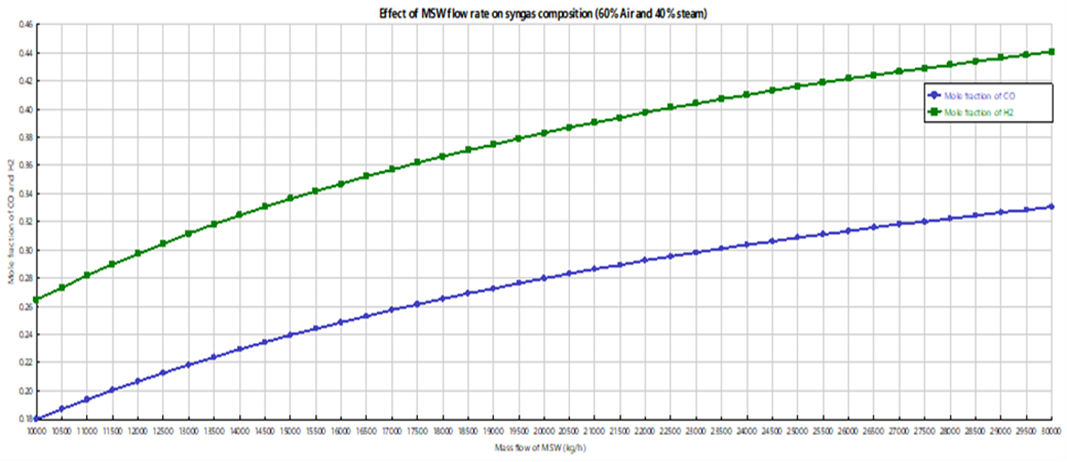 Effect of MSW flow rate on syngas composition (60% Air and 40% steam)
Mole fraction of CO and H2
0.46
0.44
0.42
0.40
0.38
0.36
0.34
0.32
0.30
0.28
0.26
0.24
0.22
0.20
0.18
Mole fraction of CO
Mole fraction of H2
10000 10500 11000 11500 12000 12500 13000 13500 14000 14500 15000 15500 16000 16500 17000 17500 18000 18500 19000 19500 20000 20500 21000 21500 22000 22500 23000 23500 24000 24500 25000 25500 26000 26500 27000 27500 28000 28500 29000 29500 30000
Mass flow of MSW (kg/h)